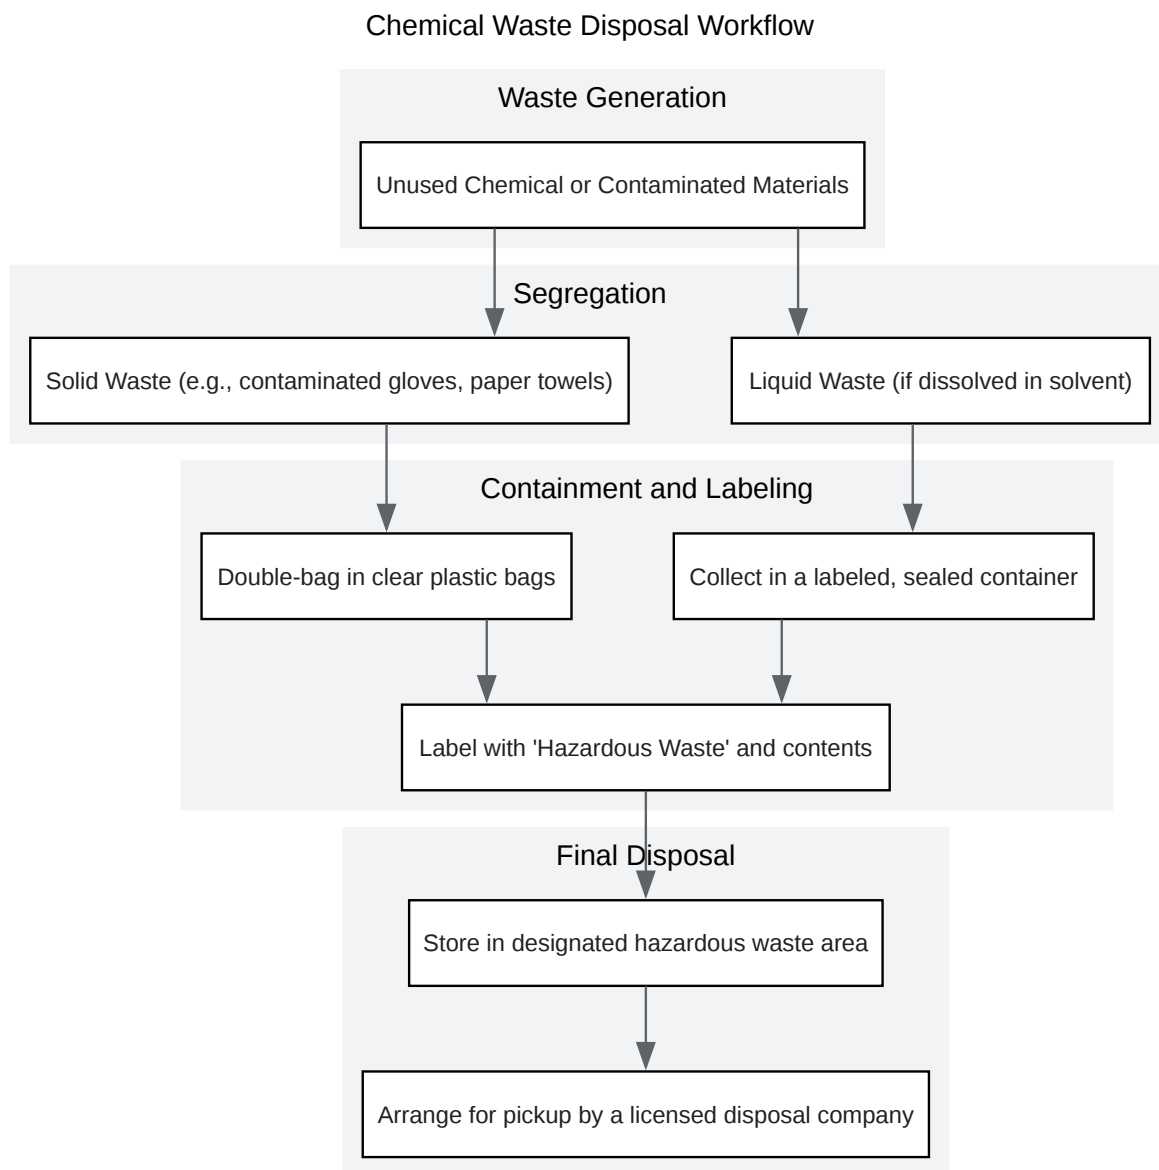 Chemical Waste Disposal Workflow
Waste Generation
Unused Chemical or Contaminated Materials
Segregation
Solid Waste (e.g., contaminated gloves, paper towels)
Liquid Waste (if dissolved in solvent)
Containment and Labeling
Double-bag in clear plastic bags
Collect in a labeled, sealed container
Label with 'Hazardous Waste' and contents
Final Disposal
Store in designated hazardous waste area
Arrange for pickup by a licensed disposal company